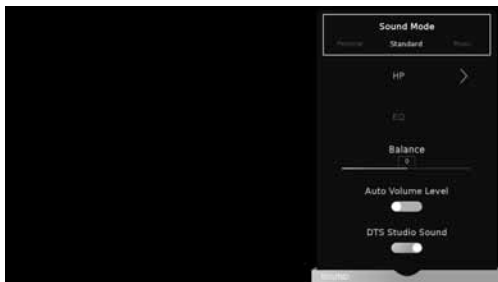 Sound Mode
Personal Standard Music
HP
EQ
Balance
0
Auto Volume Level
DTS Studio Sound